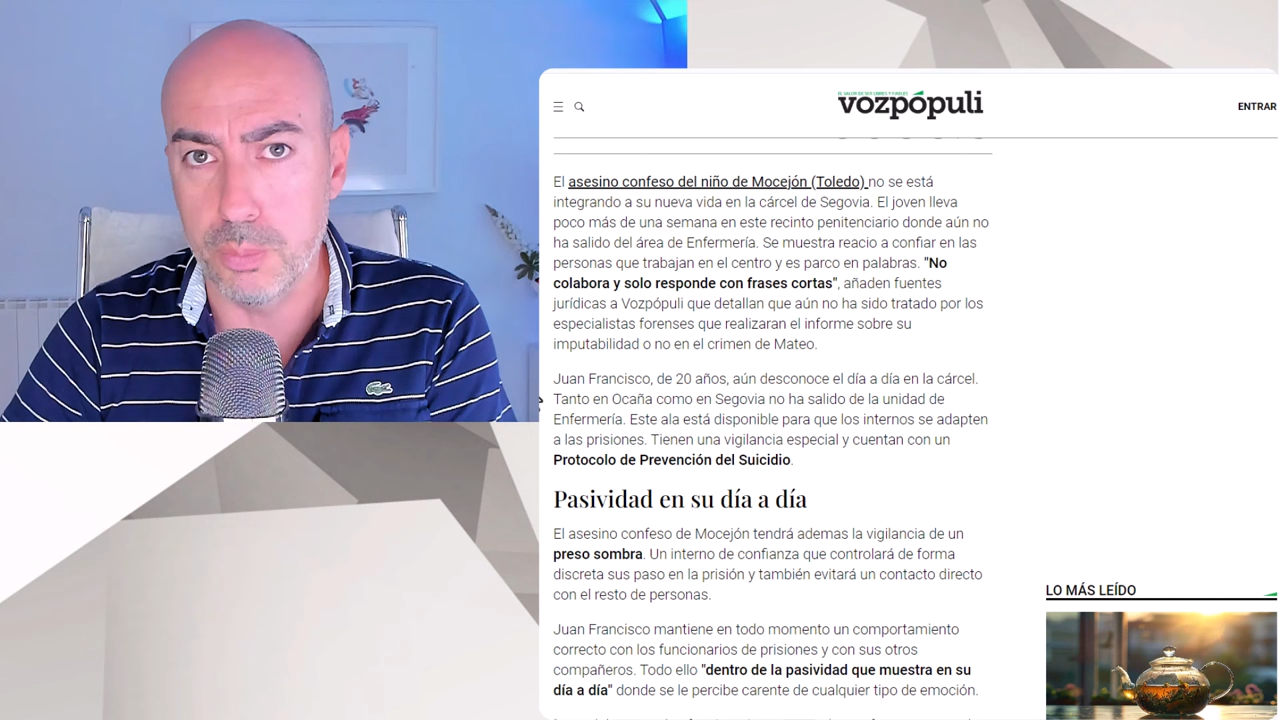 EL VALOR DE SER LIBRES Y FIABLES
vozpópuli
ENTRAR
El asesino confeso del niño de Mocejón (Toledo) no se está
integrando a su nueva vida en la cárcel de Segovia. El joven lleva
poco más de una semana en este recinto penitenciario donde aún no
ha salido del área de Enfermería. Se muestra reacio a confiar en las
personas que trabajan en el centro y es parco en palabras. "No
colabora y solo responde con frases cortas", añaden fuentes
jurídicas a Vozpópuli que detallan que aún no ha sido tratado por los
especialistas forenses que realizaran el informe sobre su
imputabilidad o no en el crimen de Mateo.
Juan Francisco, de 20 años, aún desconoce el día a día en la cárcel.
Tanto en Ocaña como en Segovia no ha salido de la unidad de
Enfermería. Este ala está disponible para que los internos se adapten
a las prisiones. Tienen una vigilancia especial y cuentan con un
Protocolo de Prevención del Suicidio.
Pasividad en su día a día
El asesino confeso de Mocejón tendrá ademas la vigilancia de un
preso sombra. Un interno de confianza que controlará de forma
discreta sus paso en la prisión y también evitará un contacto directo
con el resto de personas.
Juan Francisco mantiene en todo momento un comportamiento
correcto con los funcionarios de prisiones y con sus otros
compañeros. Todo ello "dentro de la pasividad que muestra en su
día a día" donde se le percibe carente de cualquier tipo de emoción.
LO MÁS LEÍDO